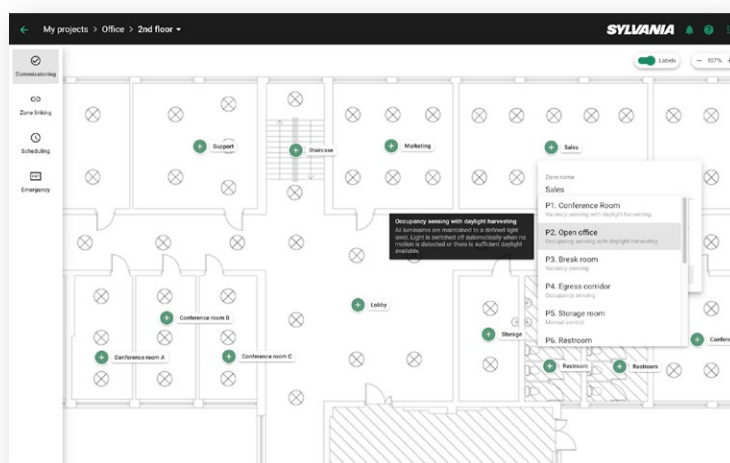 My projects > Office > 2nd floor
SYLVANIA
Commissioning
Zone linking
Scheduling
Emergency
Labels
107%
Support
Staircase
Marketing
Sales
Zone name
Sales
P1. Conference Room
Vacancy sensing with daylight harvesting
P2. Open office
Occupancy sensing with daylight harvesting
P3. Break room
Vacancy sensing
P4. Egress corridor
Occupancy sensing
P5. Storage room
Manual control
P6. Restroom
Occupancy sensing with daylight harvesting
All luminaires are maintained to a defined light
level. Light is switched off automatically when no
motion is detected or there is sufficient daylight
available.
Lobby
Conference room B
Conference room A
Conference room C
Storage
Restroom
Restroom
Confere